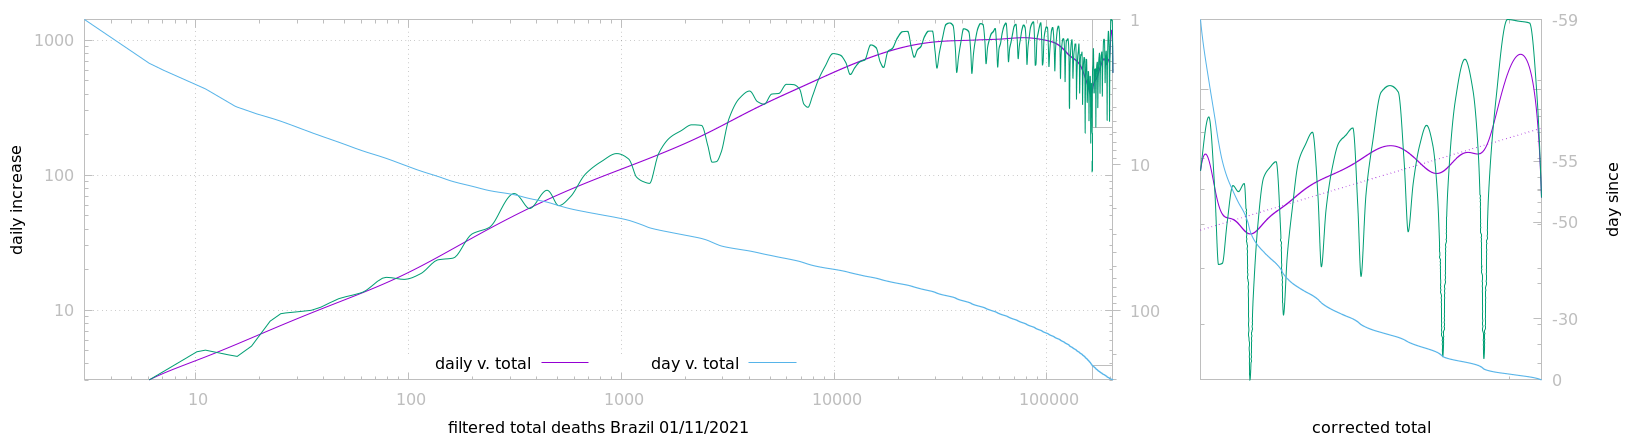 1000
100
10
daily increase
10
100
1000
10000
100000
filtered total deaths Brazil 01/11/2021
daily v. total
day v. total
1
10
100
-59
-55
-50
-30
0
day since
corrected total